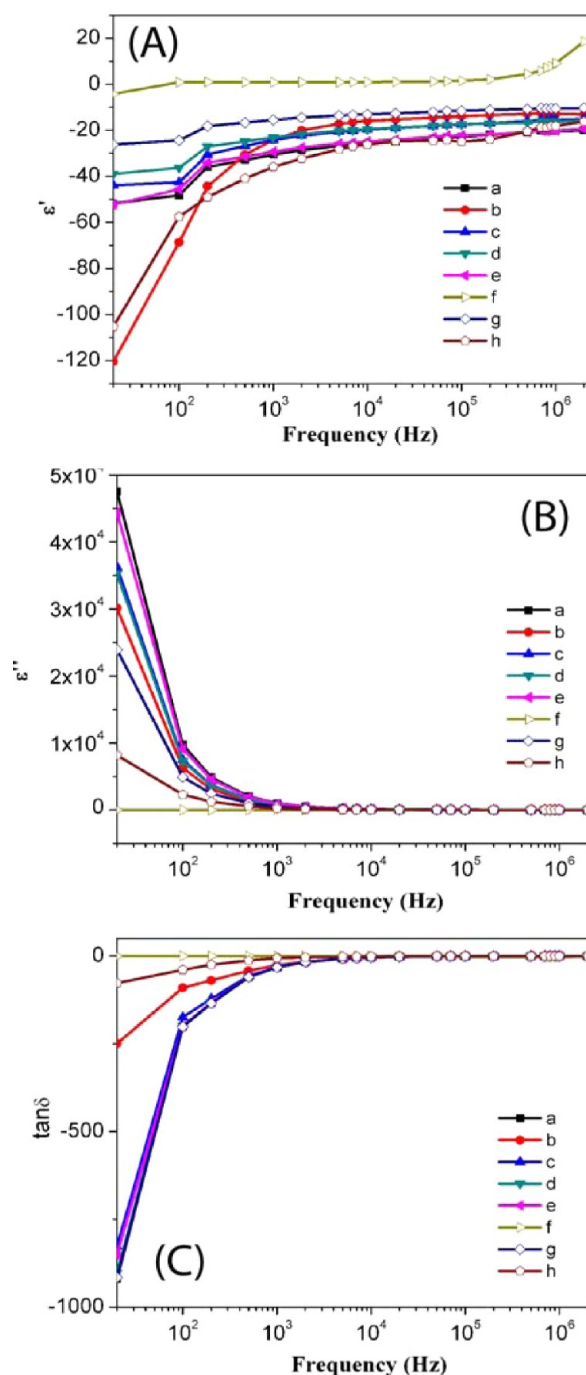 (A)
20
0
-20
-40
-60
-80
-100
-120
ε'
a
b
c
d
e
f
g
h
10²
10³
10⁴
10⁵
10⁶
Frequency (Hz)
(B)
4x10⁴
3x10⁴
2x10⁴
1x10⁴
0
ε''
a
b
c
d
e
f
g
h
10²
10³
10⁴
10⁵
10⁶
Frequency (Hz)
0
-500
-1000
tanδ
a
b
c
d
e
f
g
h
(C)
10²
10³
10⁴
10⁵
10⁶
Frequency (Hz)